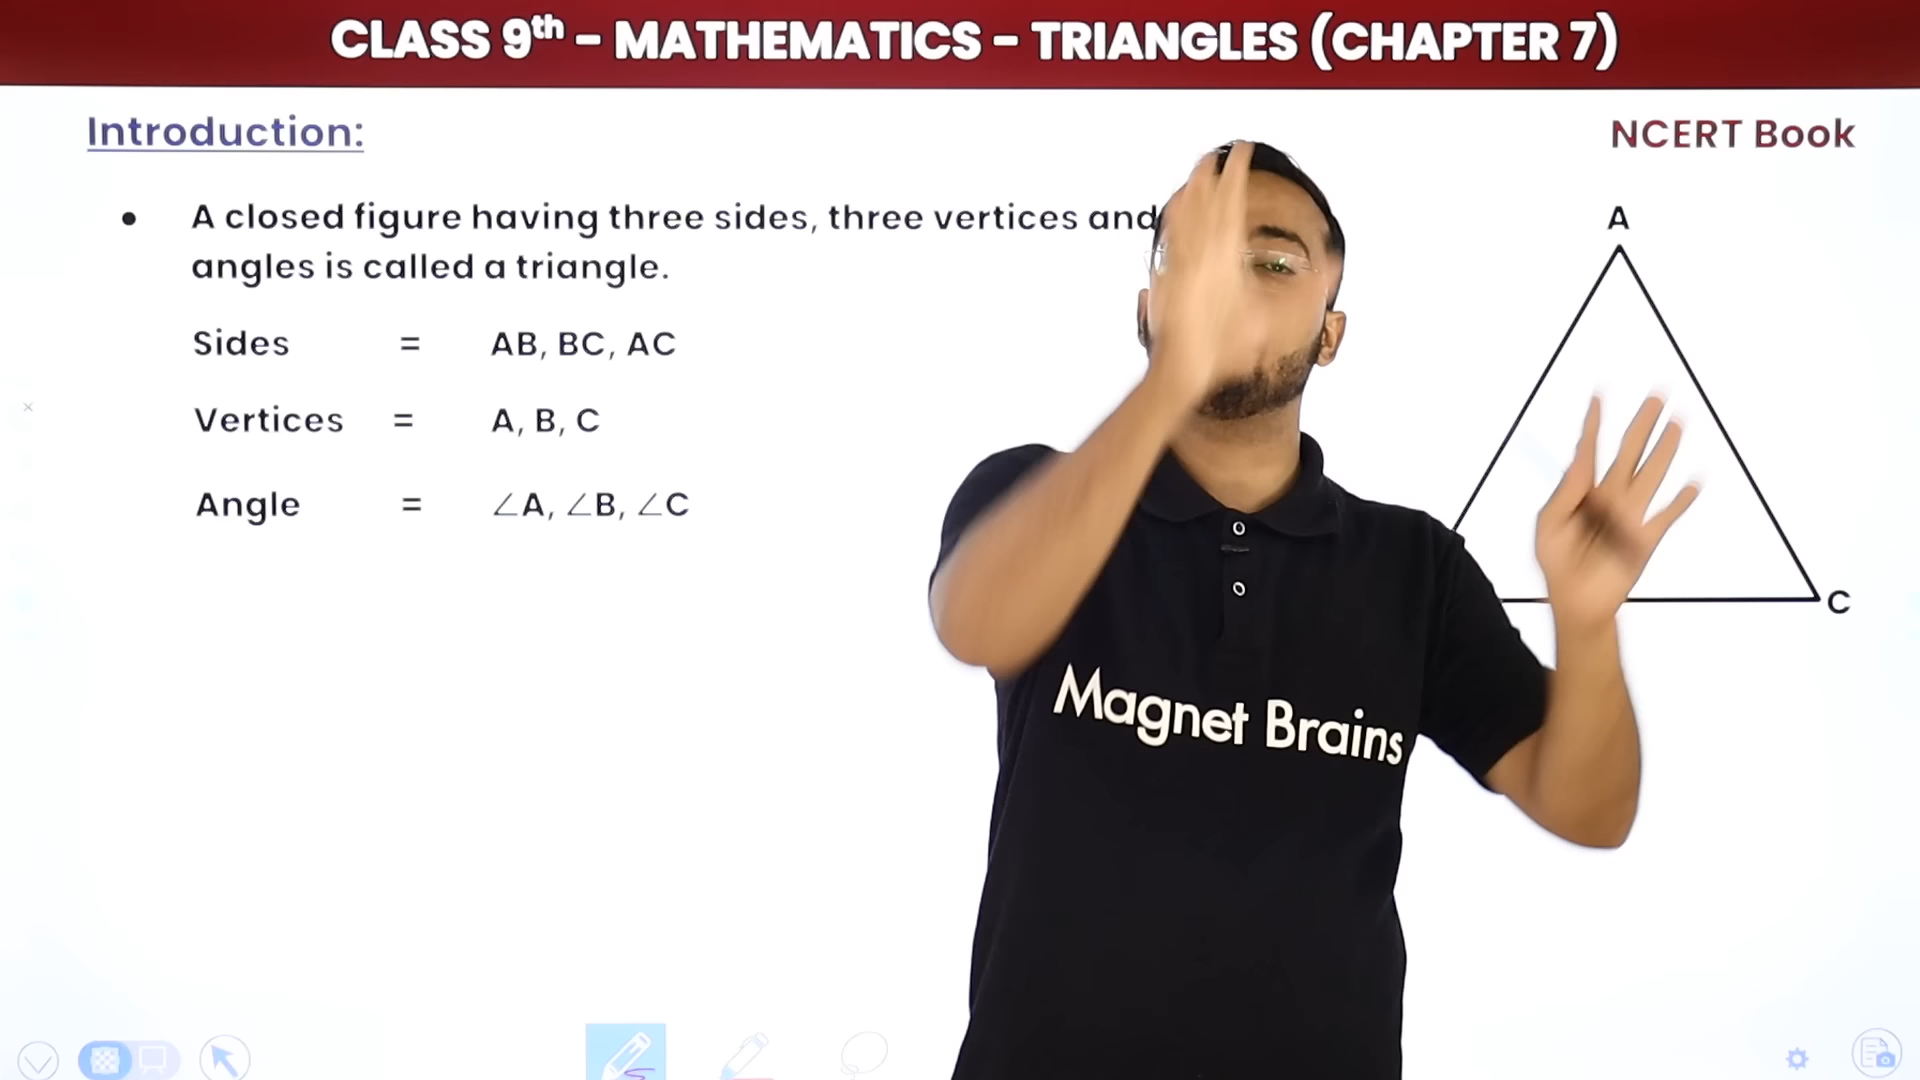 CLASS 9th - MATHEMATICS - TRIANGLES (CHAPTER 7)
Introduction:
NCERT Book
• A closed figure having three sides, three vertices and
angles is called a triangle.
Sides = AB, BC, AC
Vertices = A, B, C
Angle = ∠A, ∠B, ∠C
A
C
Magnet Brains